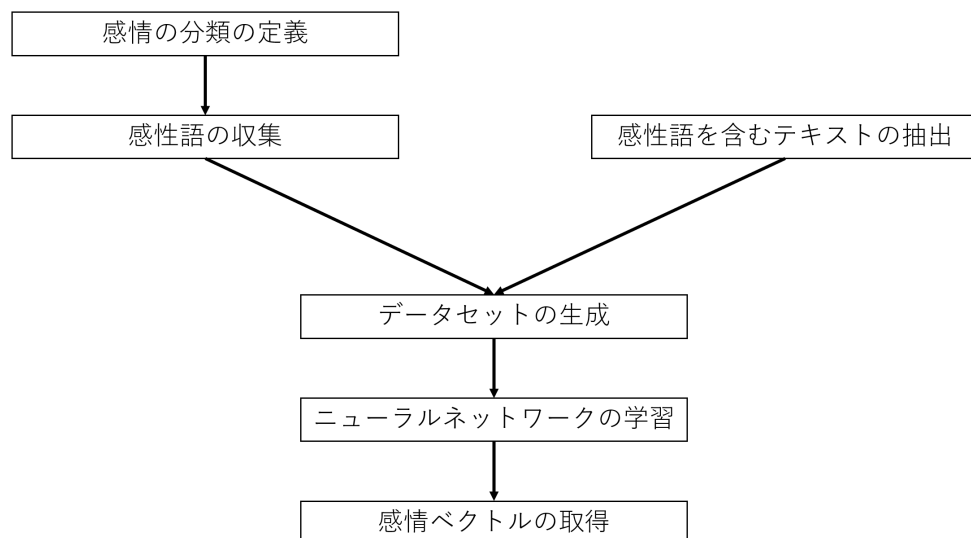 感情の分類の定義
感性語の収集
感性語を含むテキストの抽出
データセットの生成
ニューラルネットワークの学習
感情ベクトルの取得